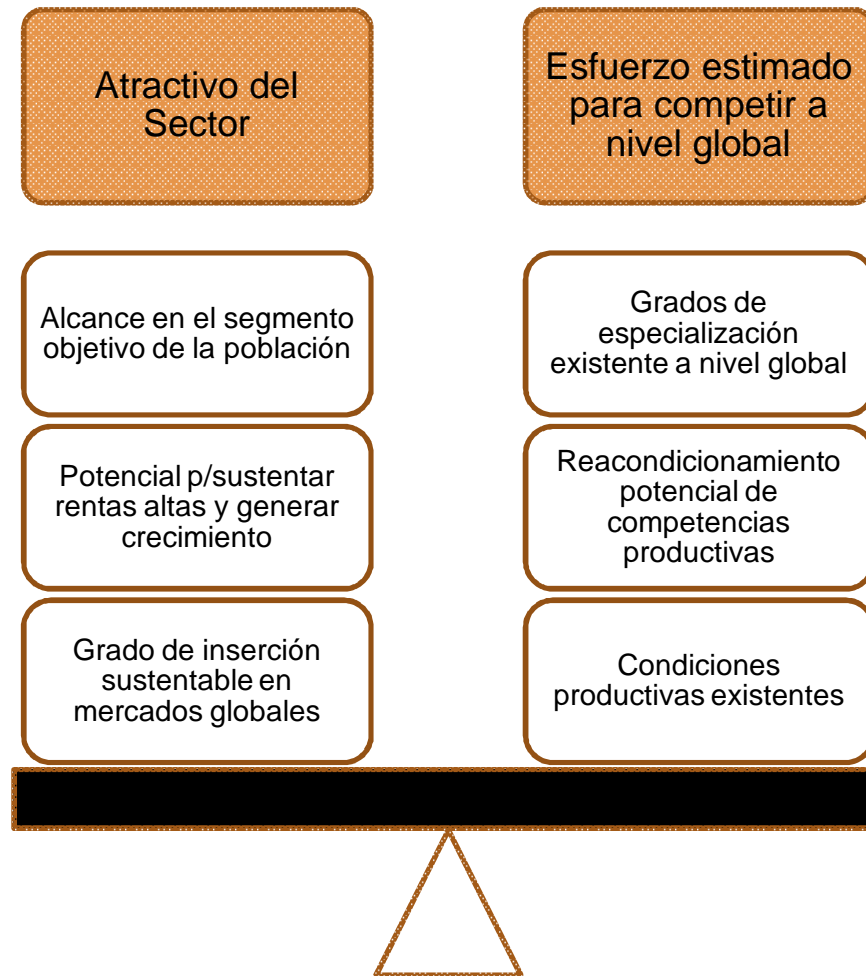 Atractivo del
Sector
Esfuerzo estimado
para competir a
nivel global
Alcance en el segmento
objetivo de la población
Grados de
especialización
existente a nivel global
Potencial p/sustentar
rentas altas y generar
crecimiento
Reacondicionamiento
potencial de
competencias
productivas
Grado de inserción
sustentable en
mercados globales
Condiciones
productivas existentes